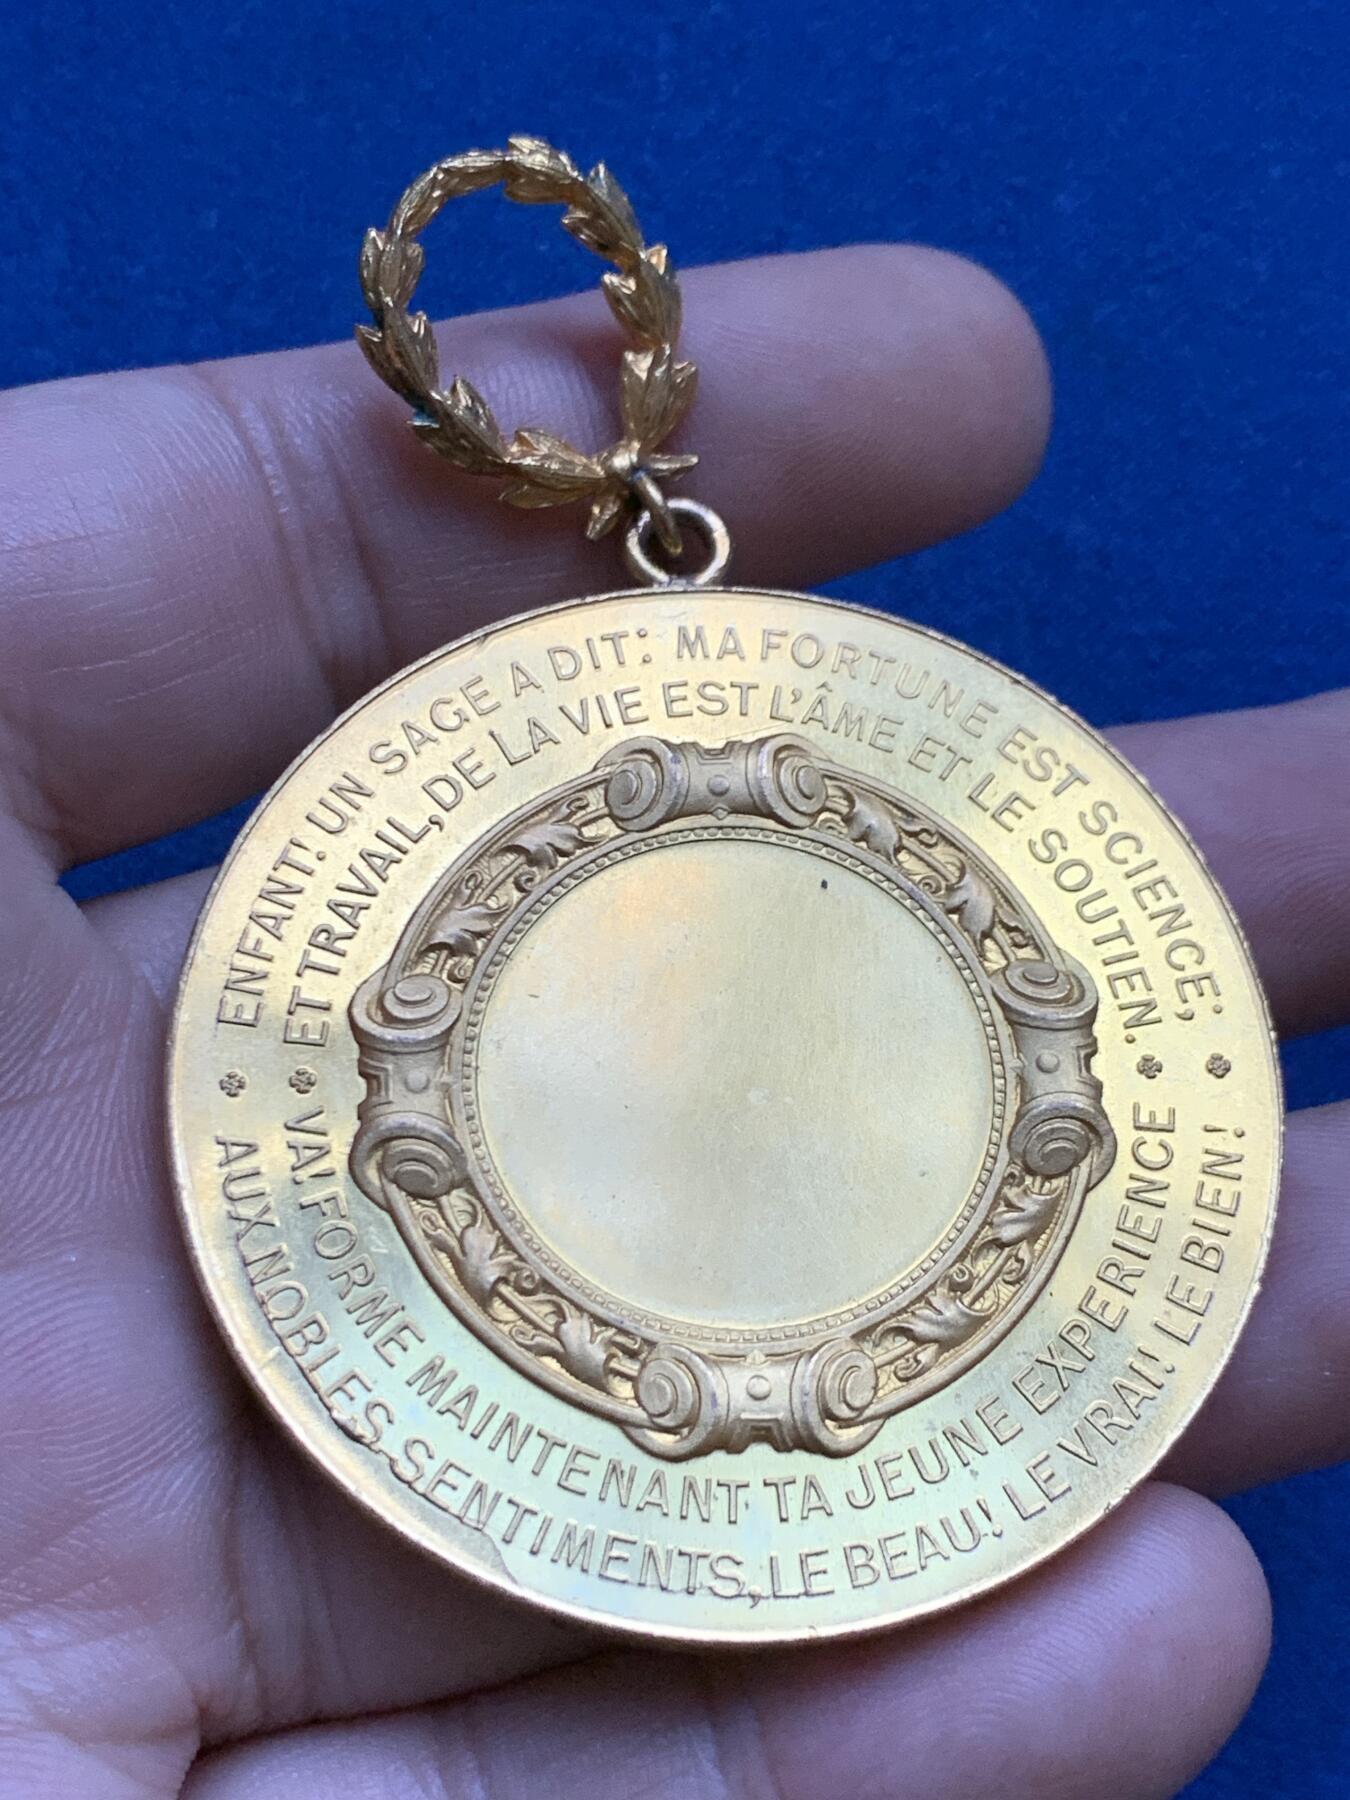 ENFANT! UN SAGE A DIT: MA FORTUNE EST SCIENCE;
ET TRAVAIL, DE LA VIE EST L'ÂME ET LE SOUTIEN.
VA! FORME MAINTENANT TA JEUNE EXPERIENCE
AUX NOBLES SENTIMENTS, LE BEAU! LE VRAI! LE BIEN!